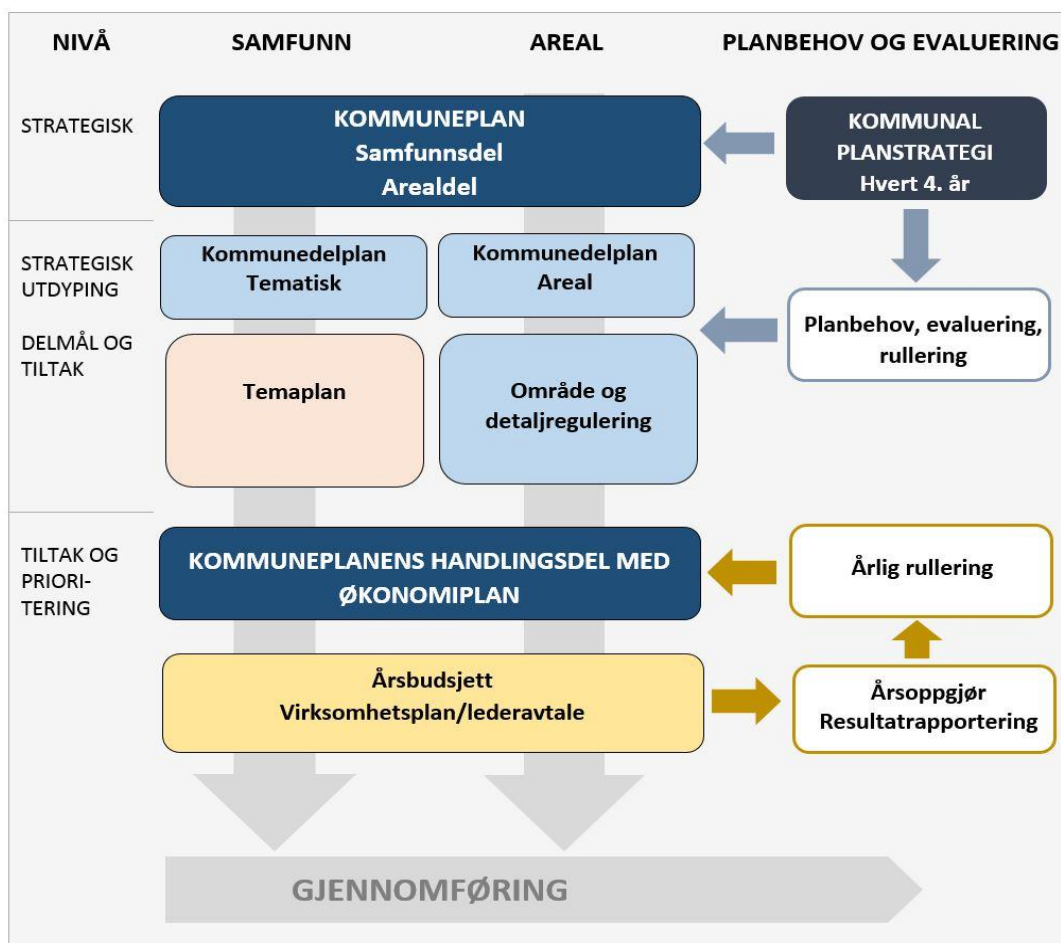 NIVÅ
SAMFUNN
AREAL
PLANBEHOV OG EVALUERING
STRATEGISK
KOMMUNEPLAN
Samfunnsdel
Arealdel
KOMMUNAL
PLANSTRATEGI
Hvert 4. år
STRATEGISK
UTDYPING
Kommunedelplan
Tematisk
Kommunedelplan
Areal
DELMÅL OG
TILTAK
Temaplan
Område og
detaljregulering
Planbehov, evaluering,
rullering
TILTAK OG
PRIORI-
TERING
KOMMUNEPLANENS HANDLINGSDEL MED
ØKONOMIPLAN
Årlig rullering
Årsbudsjett
Virksomhetsplan/lederavtale
Årsoppgjør
Resultatrapportering
GJENNOMFØRING